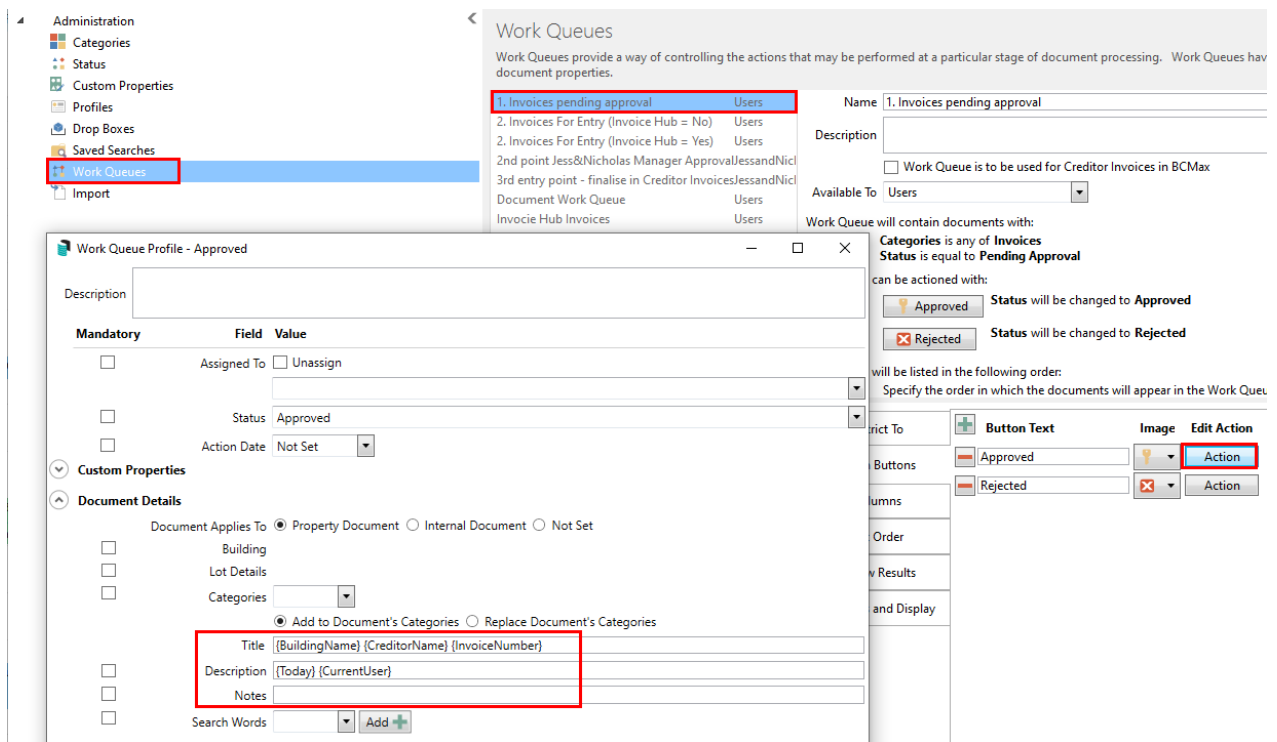 Administration
Categories
Status
Custom Properties
Profiles
Drop Boxes
Saved Searches
Work Queues
Import
Work Queues
Work Queues provide a way of controlling the actions that may be performed at a particular stage of document processing. Work Queues hav
document properties.
1. Invoices pending approval Users
2. Invoices For Entry (Invoice Hub = No) Users
2. Invoices For Entry (Invoice Hub = Yes) Users
2nd point Jess&Nicholas Manager ApprovalJessandNicl
3rd entry point - finalise in Creditor InvoicesJessandNicl
Document Work Queue Users
Invocie Hub Invoices Users
Name 1. Invoices pending approval
Description
Work Queue is to be used for Creditor Invoices in BCMax
Available To Users
Work Queue will contain documents with:
Categories is any of Invoices
Status is equal to Pending Approval
can be actioned with:
Approved Status will be changed to Approved
Rejected Status will be changed to Rejected
will be listed in the following order:
Specify the order in which the documents will appear in the Work Queu
trict To
Buttons
lumns
Order
w Results
and Display
Button Text Image Edit Action
Approved Action
Rejected Action
Work Queue Profile - Approved
Description
Mandatory Field Value
Assigned To Unassign
Status Approved
Action Date Not Set
Custom Properties
Document Details
Document Applies To Property Document Internal Document Not Set
Building
Lot Details
Categories
Add to Document's Categories Replace Document's Categories
Title {BuildingName} {CreditorName} {InvoiceNumber}
Description {Today} {CurrentUser}
Notes
Search Words Add